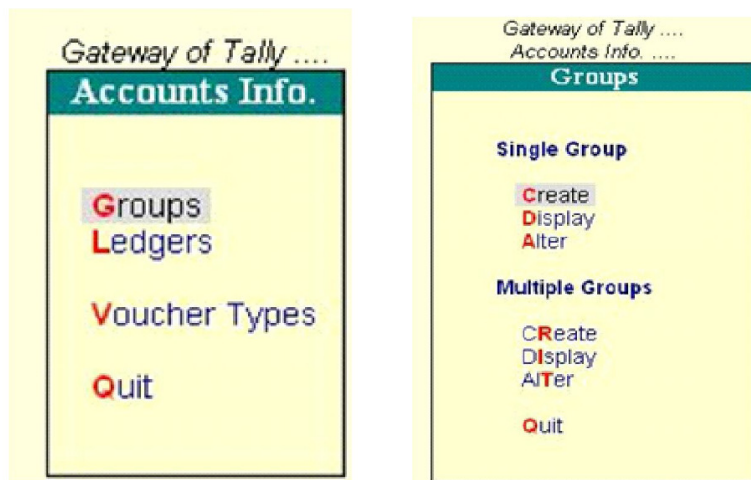 Gateway of Tally ....
Accounts Info.
Groups
Ledgers
Voucher Types
Quit
Gateway of Tally ....
Accounts Info. ....
Groups
Single Group
Create
Display
Alter
Multiple Groups
CReate
DIsplay
AlTer
Quit